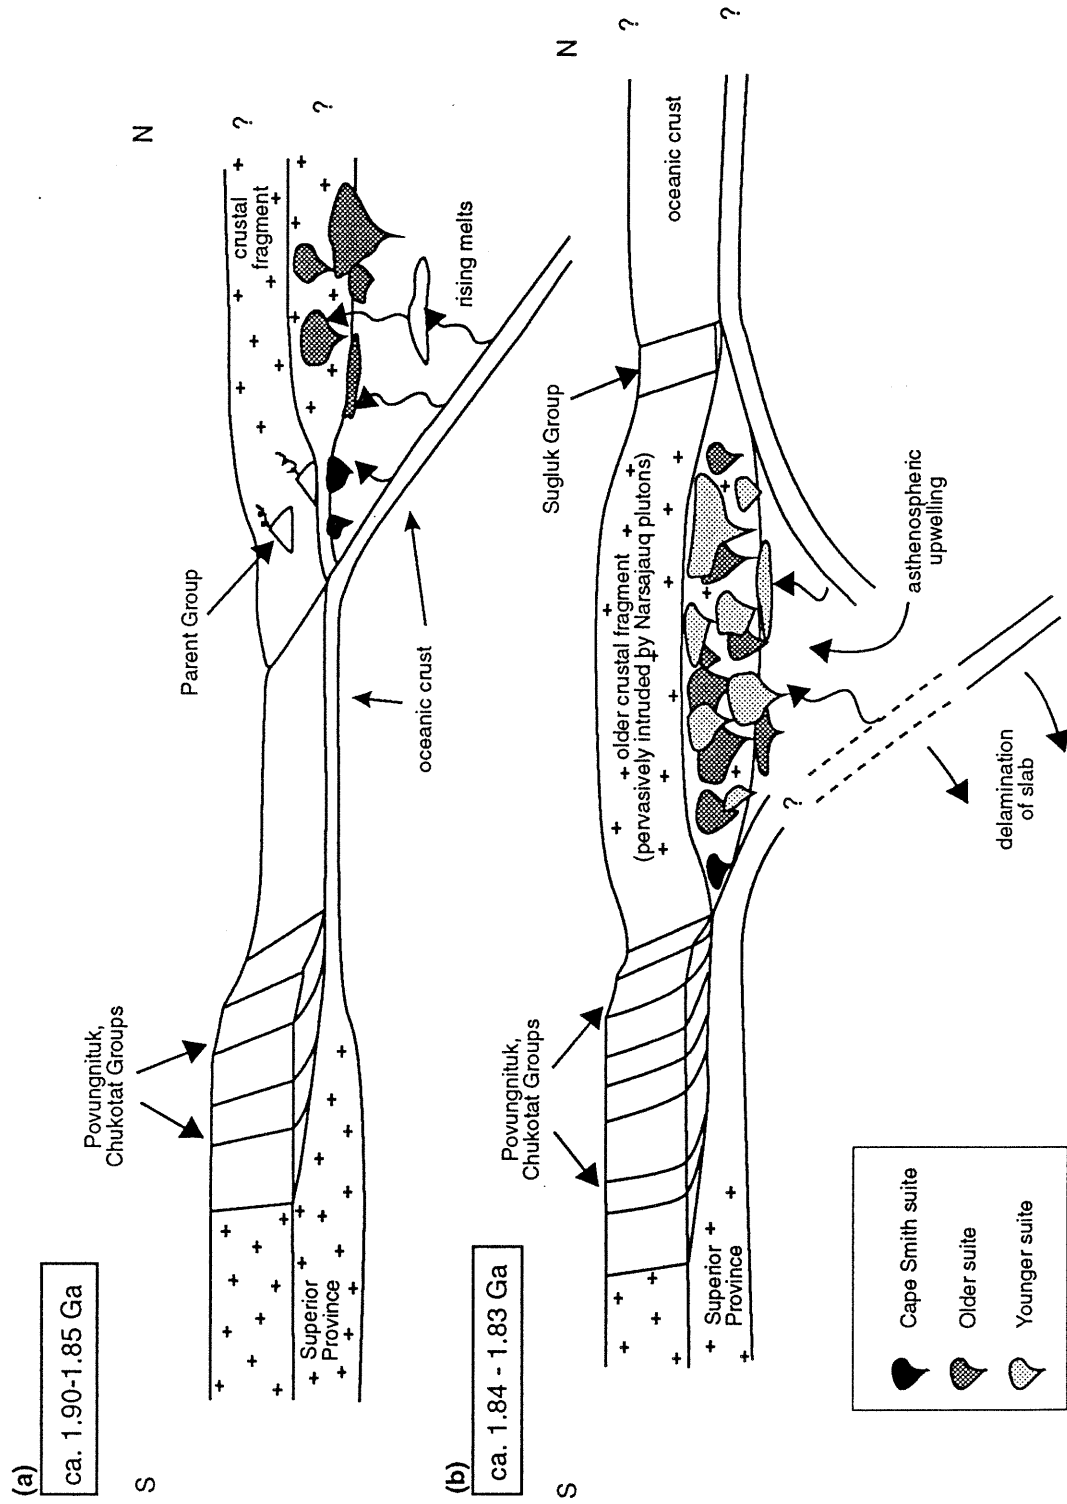 (a)
ca. 1.90-1.85 Ga
S
N
Povungnituk,
Chukotat Groups
Parent Group
crustal
fragment
?
?
Superior
Province
oceanic crust
rising melts
(b)
ca. 1.84 - 1.83 Ga
S
N
Povungnituk,
Chukotat Groups
Sugluk Group
?
?
older crustal fragment
(pervasively intruded by Narsajauq plutons)
oceanic crust
Superior
Province
?
asthenospheric
upwelling
delamination
of slab
Cape Smith suite
Older suite
Younger suite